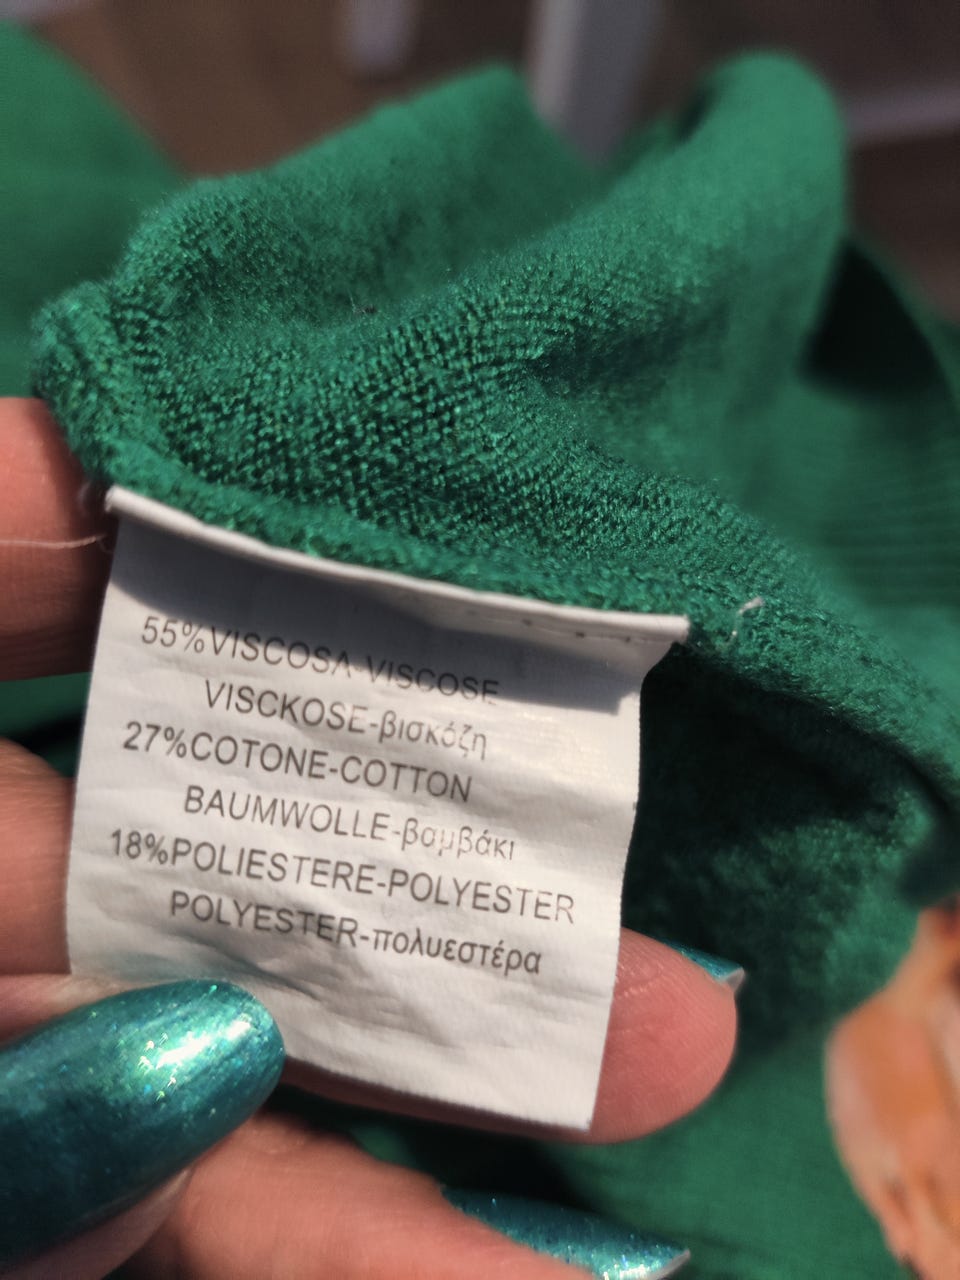 55%VISCOSA-VISCOSE
VISCKOSE-βισκόζη
27%COTONE-COTTON
BAUMWOLLE-βαμβάκι
18%POLIESTERE-POLYESTER
POLYESTER-πολυεστέρα